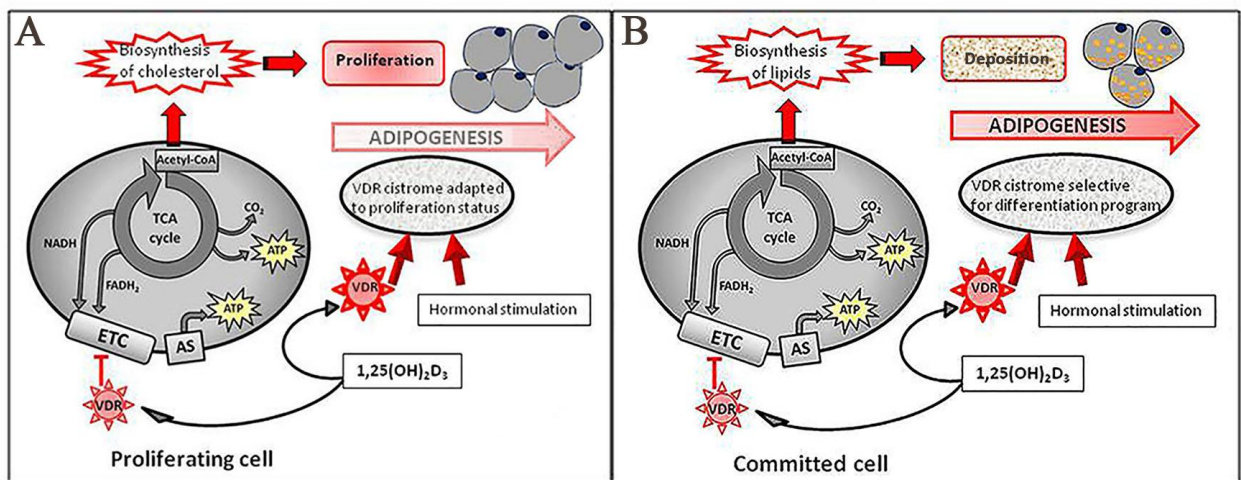 A
Biosynthesis
of cholesterol
Proliferation
ADIPOGENESIS
Acetyl-CoA
VDR cistrome adapted
to proliferation status
TCA
cycle
CO2
NADH
ATP
FADH2
VDR
ATP
Hormonal stimulation
ETC
AS
1,25(OH)2D3
VDR
Proliferating cell
B
Biosynthesis
of lipids
Deposition
ADIPOGENESIS
Acetyl-CoA
VDR cistrome selective
for differentiation program
TCA
cycle
CO2
NADH
ATP
FADH2
VDR
ATP
Hormonal stimulation
ETC
AS
1,25(OH)2D3
VDR
Committed cell